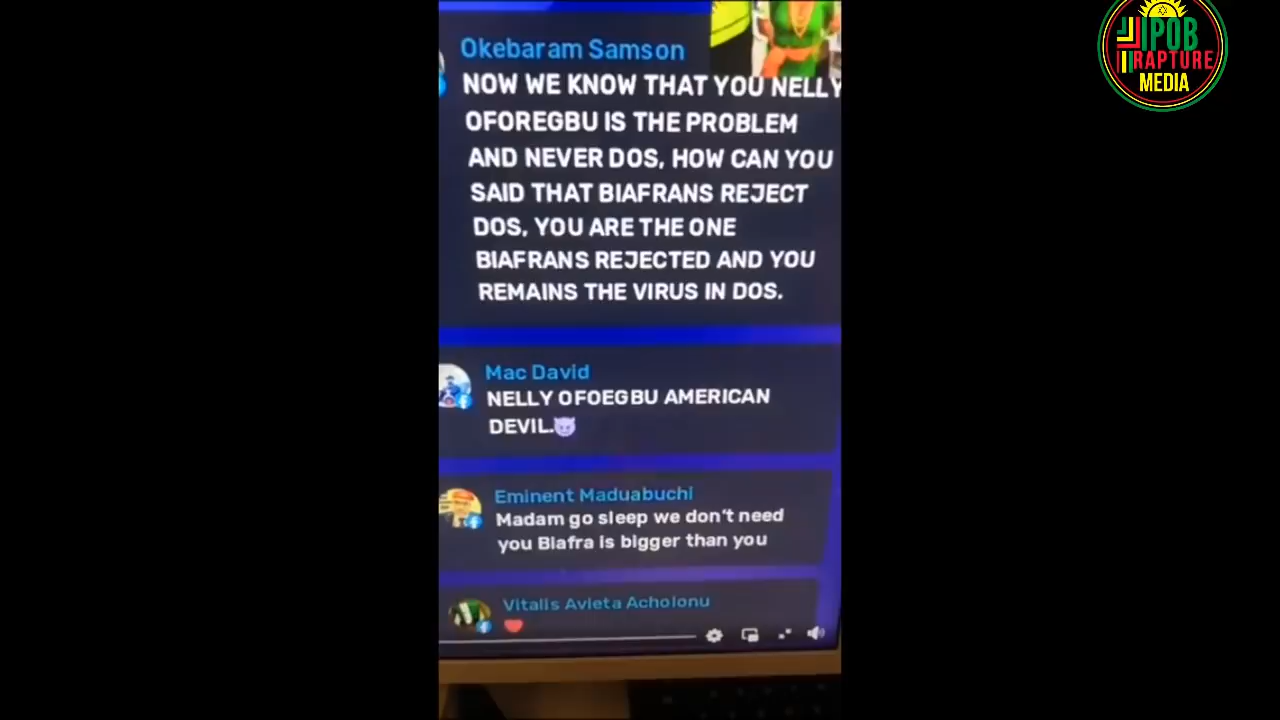 IPOB
RAPTURE
MEDIA
Okebaram Samson
NOW WE KNOW THAT YOU NELLY
OFOREGBU IS THE PROBLEM
AND NEVER DOS, HOW CAN YOU
SAID THAT BIAFRANS REJECT
DOS, YOU ARE THE ONE
BIAFRANS REJECTED AND YOU
REMAINS THE VIRUS IN DOS.
Mac David
NELLY OFOEGBU AMERICAN
DEVIL.😈
Eminent Maduabuchi
Madam go sleep we don't need
you Biafra is bigger than you
Vitalis Avieta Acholonu
❤